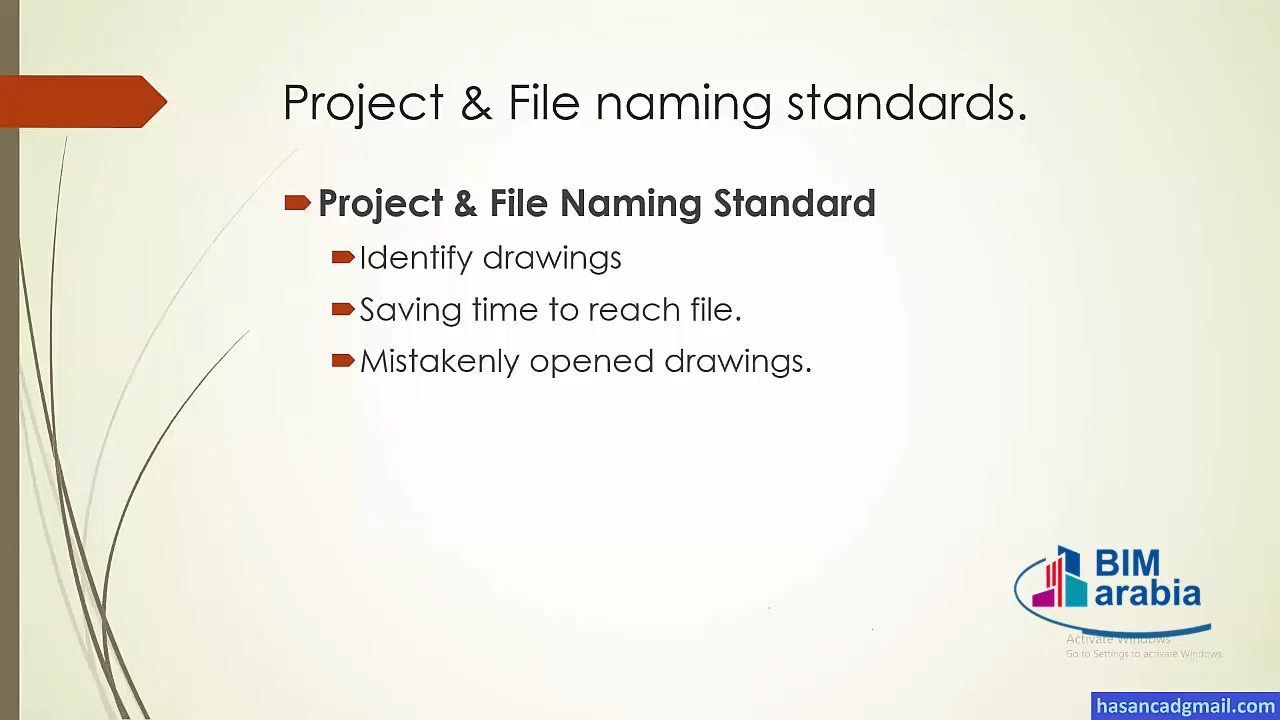 Project & File naming standards.
Project & File Naming Standard
Identify drawings
Saving time to reach file.
Mistakenly opened drawings.
BIM
arabia
Activate Windows
Go to Settings to activate Windows.
hasancadgmail.com